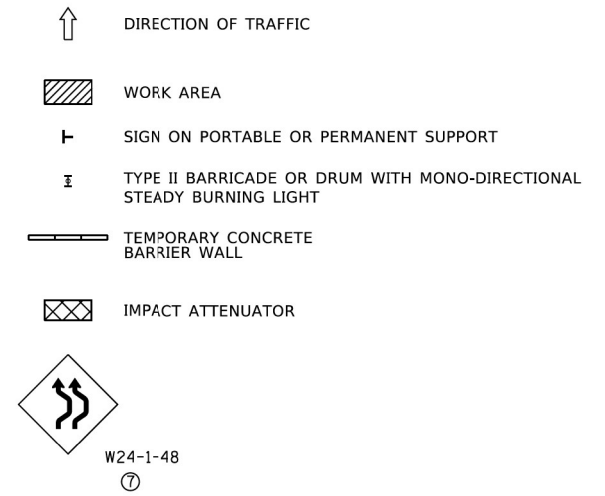 DIRECTION OF TRAFFIC
WORK AREA
SIGN ON PORTABLE OR PERMANENT SUPPORT
TYPE II BARRICADE OR DRUM WITH MONO-DIRECTIONAL
STEADY BURNING LIGHT
TEMPORARY CONCRETE
BARRIER WALL
IMPACT ATTENUATOR
W24-1-48
7